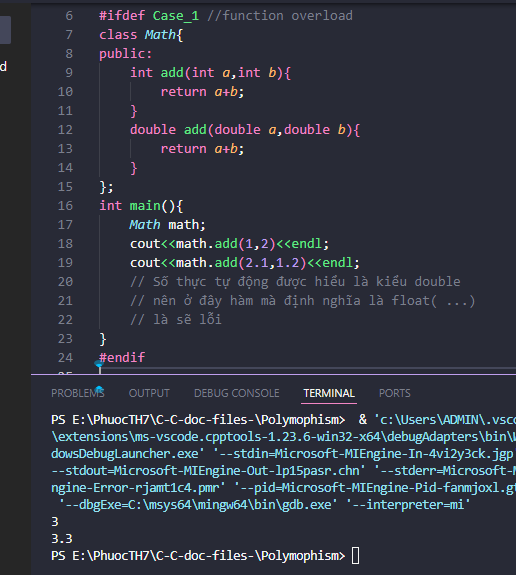 d
6 #ifdef Case_1 //function overload
7 class Math{
8 public:
9 int add(int a,int b){
10 return a+b;
11 }
12 double add(double a,double b){
13 return a+b;
14 }
15 };
16 int main(){
17 Math math;
18 cout<<math.add(1,2)<<endl;
19 cout<<math.add(2.1,1.2)<<endl;
20 // Số thực tự động được hiểu là kiểu double
21 // nên ở đây hàm mà định nghĩa là float( ...)
22 // là sẽ lỗi
23 }
24 #endif
PROBLEMS OUTPUT DEBUG CONSOLE TERMINAL PORTS
PS E:\PhuocTH7\C-C-doc-files-\Polymophism> & 'c:\Users\ADMIN\.vsc
\extensions\ms-vscode.cpptools-1.23.6-win32-x64\debugAdapters\bin\W
dowsDebugLauncher.exe' '--stdin=Microsoft-MIEngine-In-4vi2y3ck.jgp
--stdout=Microsoft-MIEngine-Out-lp15pasr.chn' '--stderr=Microsoft-M
ngine-Error-rjamt1c4.pmr' '--pid=Microsoft-MIEngine-Pid-fanmjoxl.gt
'--dbgExe=C:\msys64\mingw64\bin\gdb.exe' '--interpreter=mi'
3
3.3
PS E:\PhuocTH7\C-C-doc-files-\Polymophism>